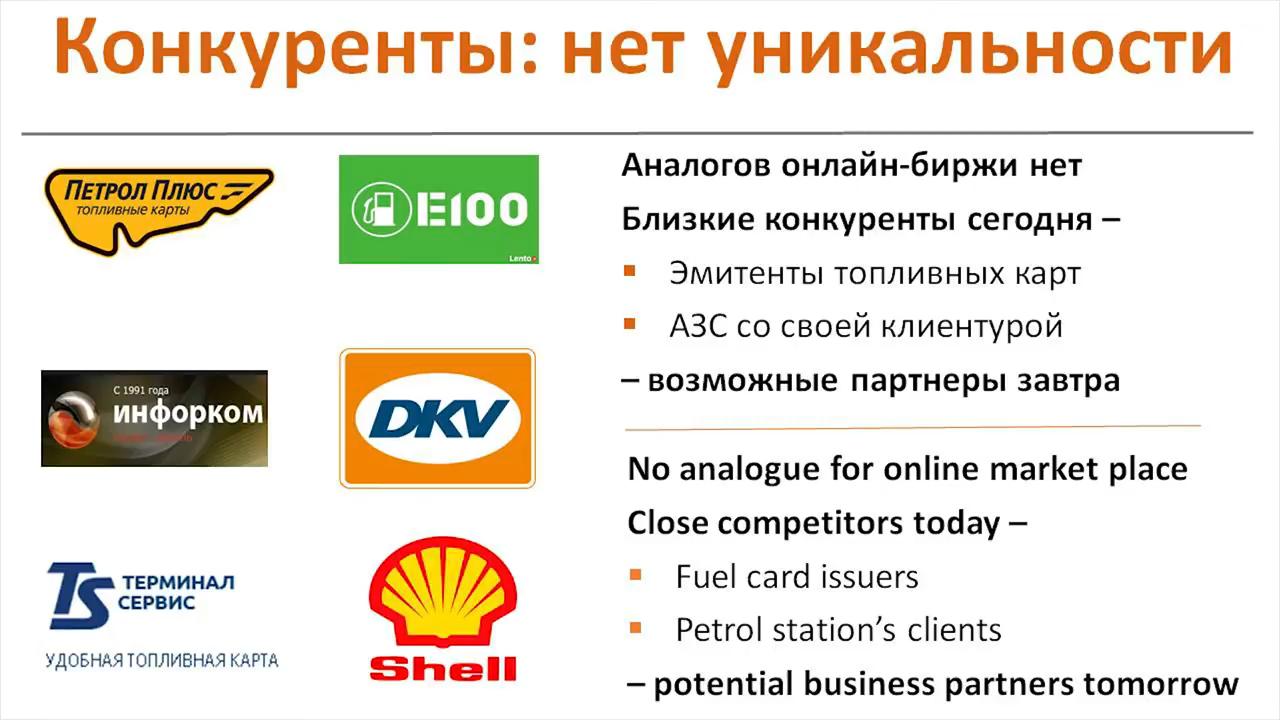 Конкуренты: нет уникальности
ПЕТРОЛ ПЛЮС
топливные карты
E100
Lento
С 1991 года
инфорком
DKV
TS ТЕРМИНАЛ
СЕРВИС
УДОБНАЯ ТОПЛИВНАЯ КАРТА
Shell
Аналогов онлайн-биржи нет
Близкие конкуренты сегодня –
▪ Эмитенты топливных карт
▪ АЗС со своей клиентурой
– возможные партнеры завтра
No analogue for online market place
Close competitors today –
▪ Fuel card issuers
▪ Petrol station’s clients
– potential business partners tomorrow